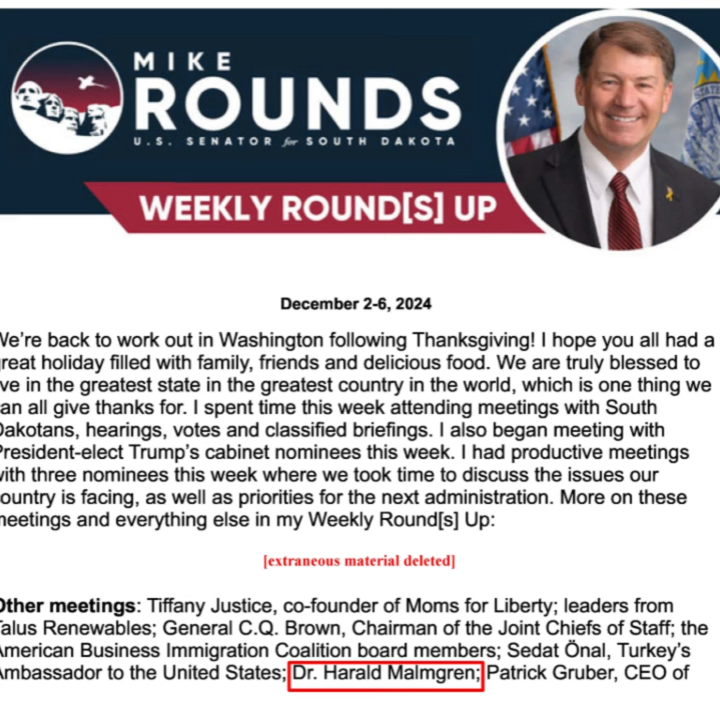 MIKE
ROUNDS
U.S. SENATOR for SOUTH DAKOTA
WEEKLY ROUND[S] UP
December 2-6, 2024
We're back to work out in Washington following Thanksgiving! I hope you all had a
great holiday filled with family, friends and delicious food. We are truly blessed to
live in the greatest state in the greatest country in the world, which is one thing we
can all give thanks for. I spent time this week attending meetings with South
Dakotans, hearings, votes and classified briefings. I also began meeting with
President-elect Trump's cabinet nominees this week. I had productive meetings
with three nominees this week where we took time to discuss the issues our
country is facing, as well as priorities for the next administration. More on these
meetings and everything else in my Weekly Round[s] Up:
[extraneous material deleted]
Other meetings: Tiffany Justice, co-founder of Moms for Liberty; leaders from
Talus Renewables; General C.Q. Brown, Chairman of the Joint Chiefs of Staff; the
American Business Immigration Coalition board members; Sedat Önal, Turkey's
Ambassador to the United States; Dr. Harald Malmgren; Patrick Gruber, CEO of